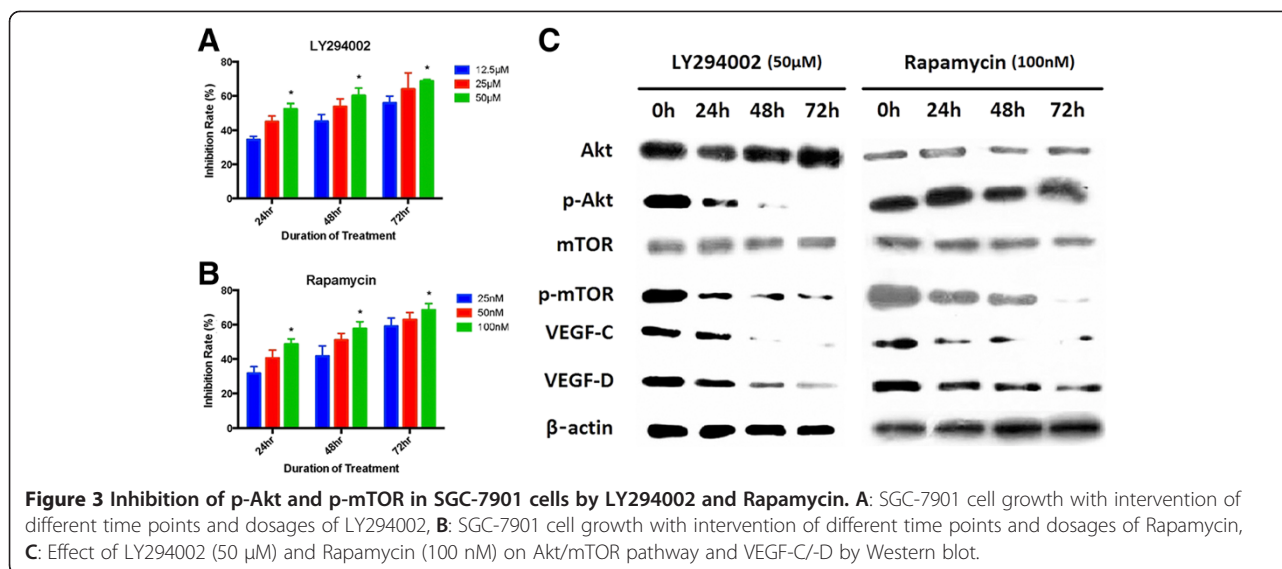 A
LY294002
Inhibition Rate (%)
80
60
40
20
0
12.5μM
25μM
50μM
*
*
*
24hr
48hr
72hr
Duration of Treatment
B
Rapamycin
Inhibition Rate (%)
80
60
40
20
0
25nM
50nM
100nM
*
*
*
24hr
48hr
72hr
Duration of Treatment
C
LY294002 (50μM)
Rapamycin (100nM)
0h 24h 48h 72h
0h 24h 48h 72h
Akt
p-Akt
mTOR
p-mTOR
VEGF-C
VEGF-D
β-actin
Figure 3 Inhibition of p-Akt and p-mTOR in SGC-7901 cells by LY294002 and Rapamycin. A: SGC-7901 cell growth with intervention of
different time points and dosages of LY294002, B: SGC-7901 cell growth with intervention of different time points and dosages of Rapamycin,
C: Effect of LY294002 (50 μM) and Rapamycin (100 nM) on Akt/mTOR pathway and VEGF-C/-D by Western blot.